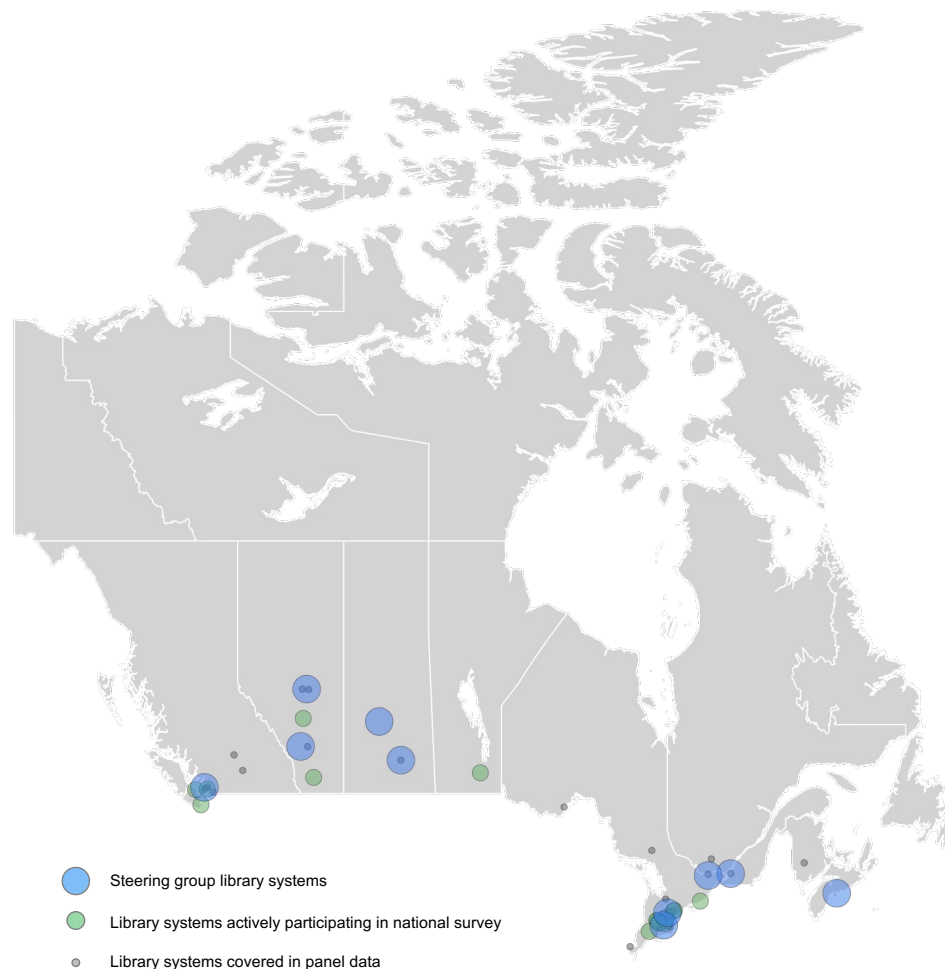 Steering group library systems
Library systems actively participating in national survey
Library systems covered in panel data